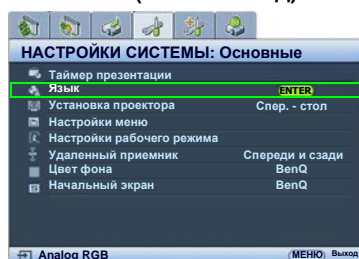 НАСТРОЙКИ СИСТЕМЫ: Основные
Таймер презентации
Язык ENTER
Установка проектора Спер. - стол
Настройки меню
Настройки рабочего режима
Удаленный приемник Спереди и сзади
Цвет фона BenQ
Начальный экран BenQ
Analog RGB МЕНЮ Выход